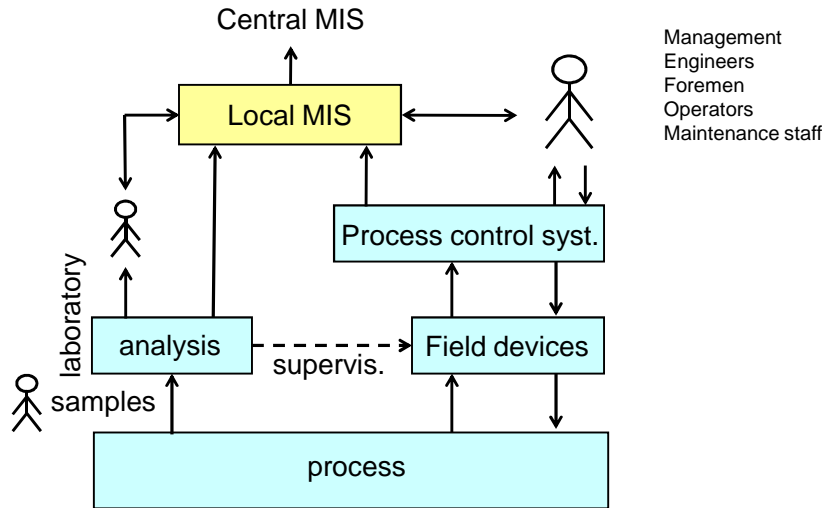 Central MIS
Management
Engineers
Foremen
Operators
Maintenance staff
Local MIS
Process control syst.
laboratory
analysis
supervis.
Field devices
samples
process